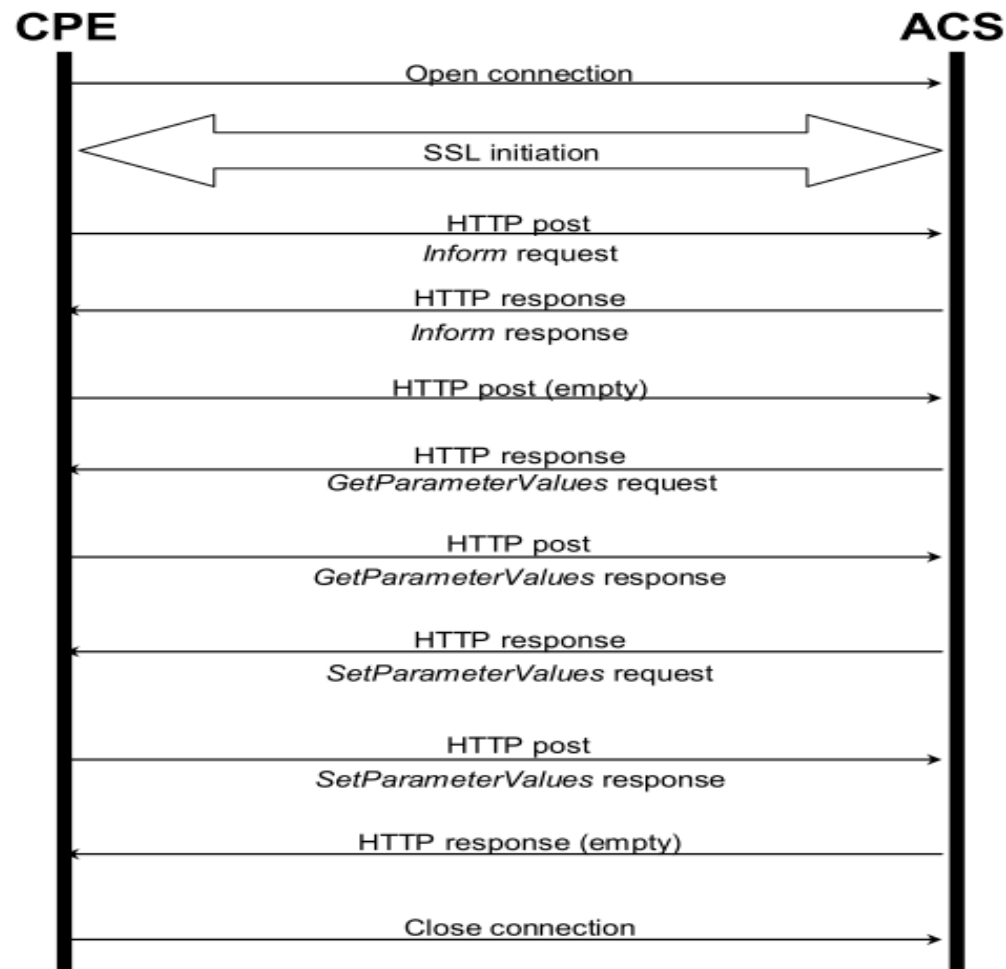 CPE ACS
Open connection
SSL initiation
HTTP post
Inform request
HTTP response
Inform response
HTTP post (empty)
HTTP response
GetParameterValues request
HTTP post
GetParameterValues response
HTTP response
SetParameterValues request
HTTP post
SetParameterValues response
HTTP response (empty)
Close connection